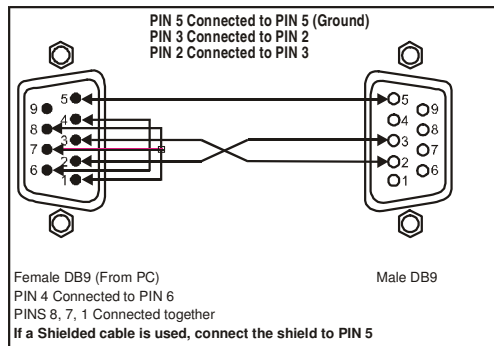 PIN 5 Connected to PIN 5 (Ground)
PIN 3 Connected to PIN 2
PIN 2 Connected to PIN 3
5
9
4
8
3
7
2
6
1
5
9
4
8
3
7
2
6
1
Female DB9 (From PC)
Male DB9
PIN 4 Connected to PIN 6
PINS 8, 7, 1 Connected together
If a Shielded cable is used, connect the shield to PIN 5